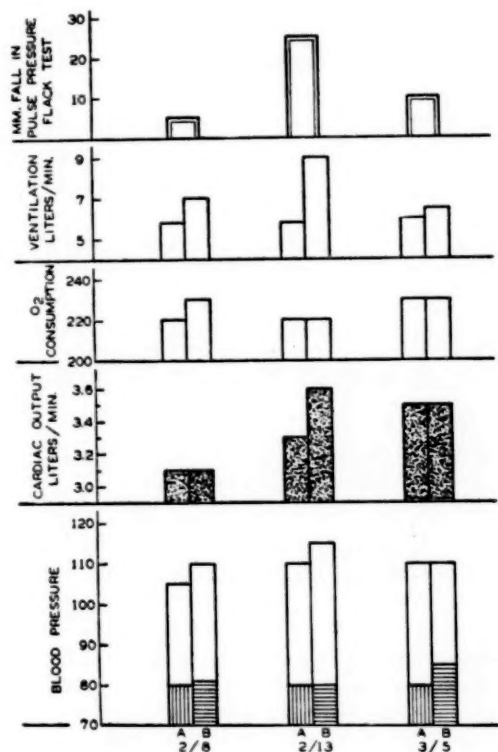 MM. FALL IN
PULSE PRESSURE
FLACK TEST
30
20
10
VENTILATION
LITERS/MIN.
9
7
5
O2
CONSUMPTION
240
220
200
CARDIAC OUTPUT
LITERS/MIN.
3.6
3.3
3.1
3.0
BLOOD PRESSURE
120
110
100
90
80
70
A B A B A B
2/8 2/13 3/5